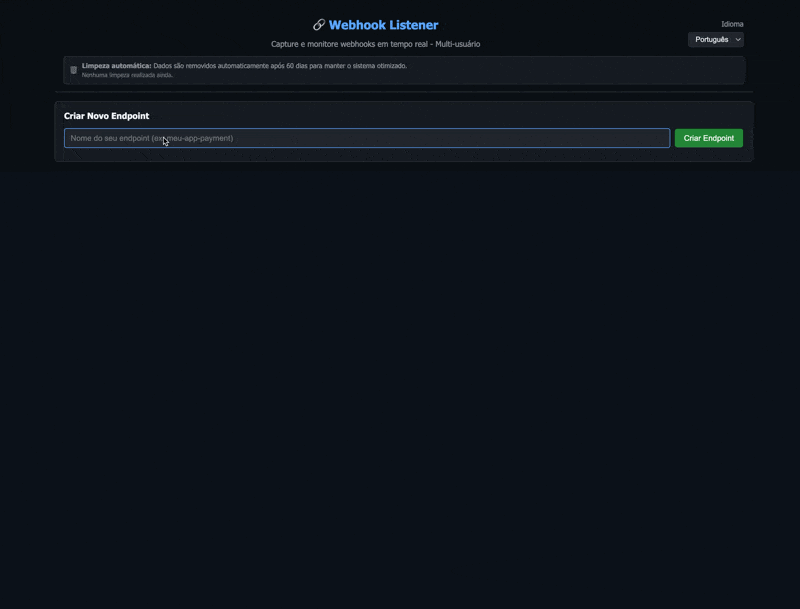 🔗 Webhook Listener
Idioma
Português
Capture e monitore webhooks em tempo real - Multi-usuário
Limpeza automática: Dados são removidos automaticamente após 60 dias para manter o sistema otimizado.
Nenhuma limpeza realizada ainda.
Criar Novo Endpoint
Nome do seu endpoint (ex: meu-app-payment)
Criar Endpoint